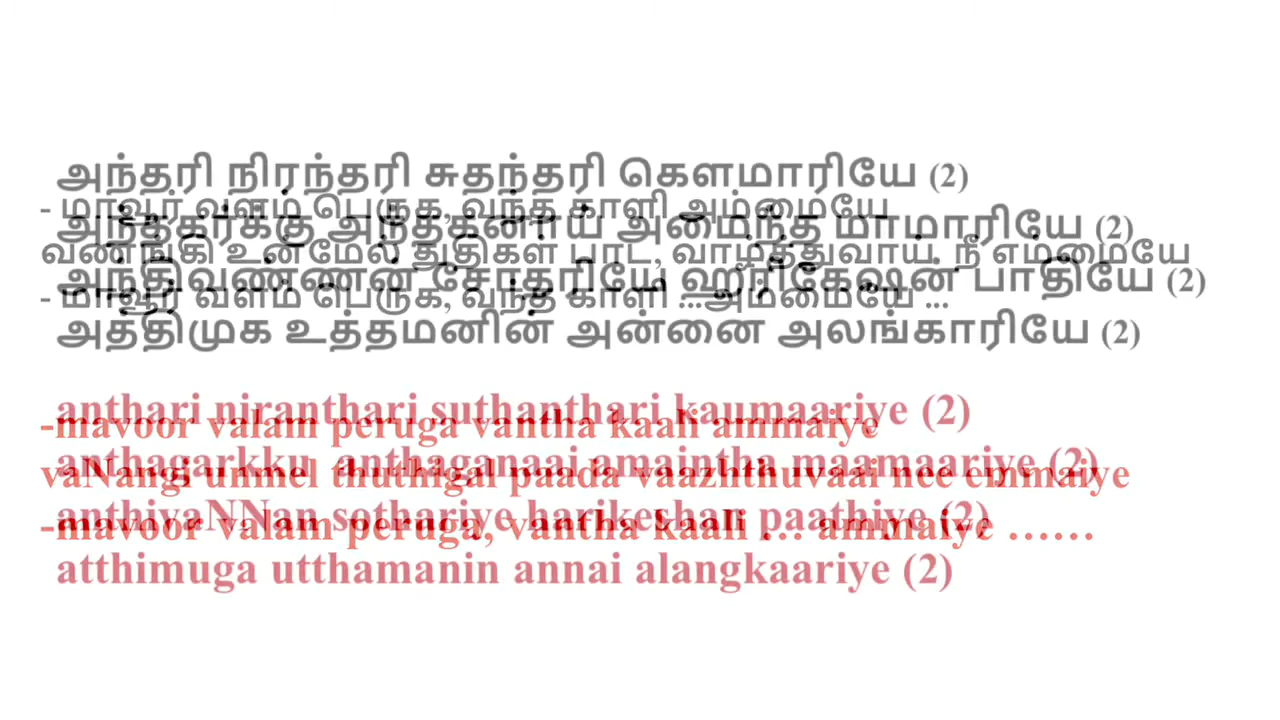 அந்தரி நிரந்தரி சுதந்தரி கௌமாரியே (2)
- மாவூர் வளம் பெருக, வந்த காளி அம்மையே
அந்தகர்க்கு அந்தகனாய் அமைந்த மாமாரியே (2)
வணங்கி உன்மேல் துதிகள் பாட, வாழ்த்துவாய் நீ எம்மையே
அந்திவண்ணன் சோதரியே ஹரிகேஷன் பாதியே (2)
- மாவூர் வளம் பெருக, வந்த காளி ...அம்மையே ...
அத்திமுக உத்தமனின் அன்னை அலங்காரியே (2)
anthari niranthari suthanthari kaumaariye (2)
-mavoor valam peruga vantha kaali ammaiye
anthagarkku anthaganaai amaintha maamaariye (2)
vaNangi unmel thuthigal paada vaazhthuvaai nee emmaiye
anthivaNNan sothariye harikeshan paathiye (2)
-mavoor valam peruga, vantha kaali ... ammaiye ......
atthimuga utthamanin annai alangkaariye (2)